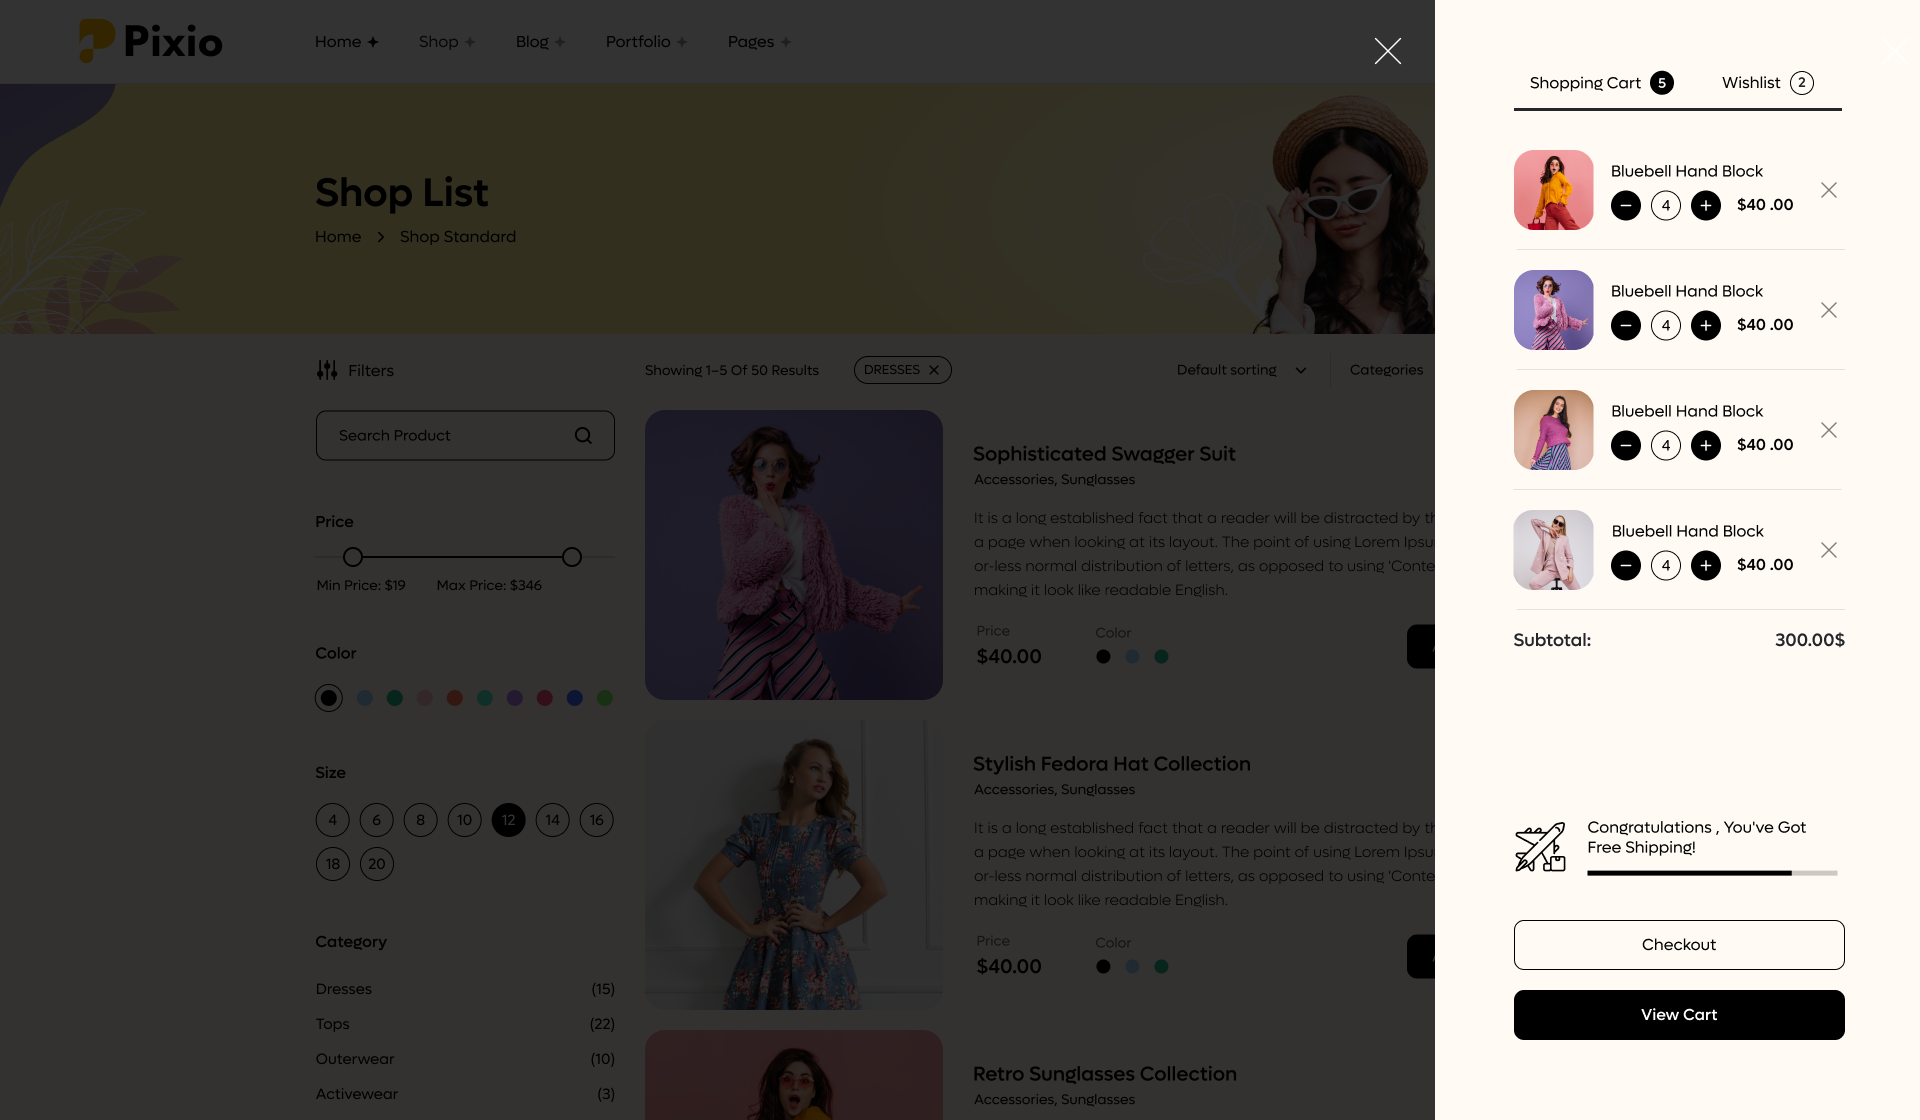 Pixio
Home
Shop
Blog
Portfolio
Pages
Shop List
Home
Shop Standard
Filters
Search Product
Price
Min Price: $19
Max Price: $346
Color
Size
4
6
8
10
12
14
16
18
20
Category
Dresses (15)
Tops (22)
Outerwear (10)
Activewear (3)
Showing 1–5 Of 50 Results
DRESSES
Default sorting
Categories
Sophisticated Swagger Suit
Accessories, Sunglasses
It is a long established fact that a reader will be distracted by
a page when looking at its layout. The point of using Lorem
or-less normal distribution of letters, as opposed to using
making it look like readable English.
Price
Color
$40.00
Stylish Fedora Hat Collection
Accessories, Sunglasses
It is a long established fact that a reader will be distracted by
a page when looking at its layout. The point of using Lorem
or-less normal distribution of letters, as opposed to using
making it look like readable English.
Price
Color
$40.00
Retro Sunglasses Collection
Accessories, Sunglasses
Shopping Cart 5
Wishlist 2
Bluebell Hand Block
4
$40 .00
Bluebell Hand Block
4
$40 .00
Bluebell Hand Block
4
$40 .00
Bluebell Hand Block
4
$40 .00
Subtotal: 300.00$
Congratulations , You've Got
Free Shipping!
Checkout
View Cart